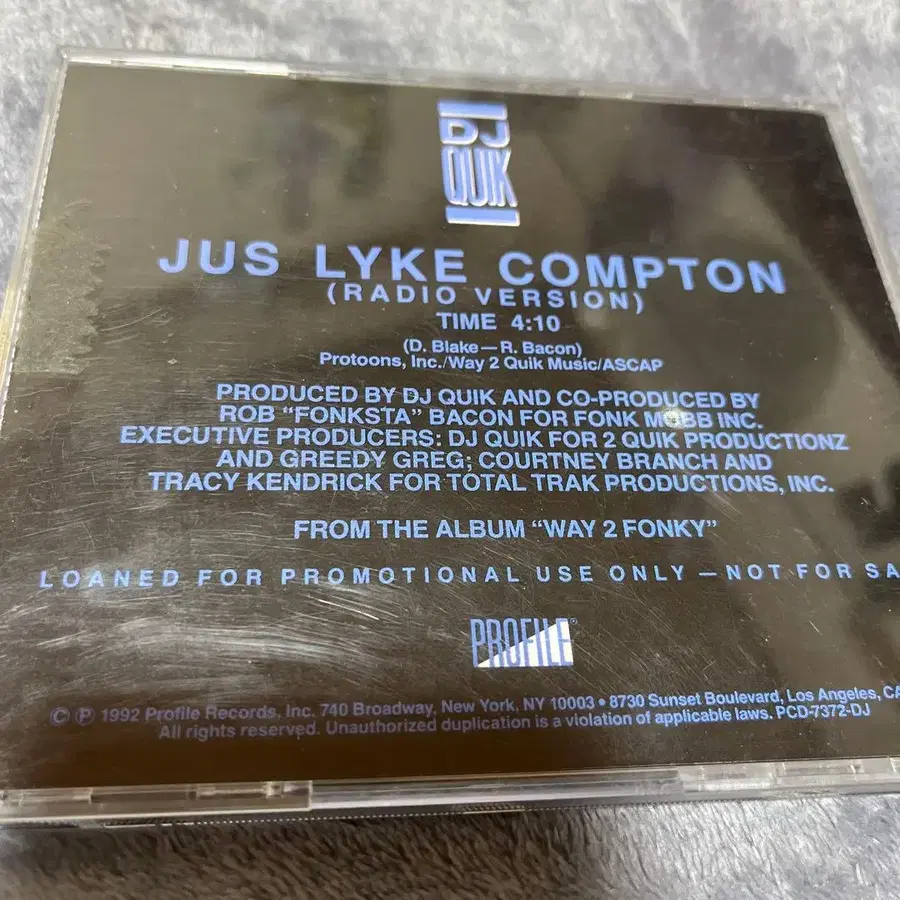 DJ
QUIK
JUS LYKE COMPTON
(RADIO VERSION)
TIME 4:10
(D. Blake—R. Bacon)
Protoons, Inc./Way 2 Quik Music/ASCAP
PRODUCED BY DJ QUIK AND CO-PRODUCED BY
ROB “FONKSTA” BACON FOR FONK MOBB INC.
EXECUTIVE PRODUCERS: DJ QUIK FOR 2 QUIK PRODUCTIONZ
AND GREEDY GREG; COURTNEY BRANCH AND
TRACY KENDRICK FOR TOTAL TRAK PRODUCTIONS, INC.
FROM THE ALBUM “WAY 2 FONKY”
LOANED FOR PROMOTIONAL USE ONLY — NOT FOR SA
PROFILE®
© ℗ 1992 Profile Records, Inc. 740 Broadway, New York, NY 10003 • 8730 Sunset Boulevard, Los Angeles, CA
All rights reserved. Unauthorized duplication is a violation of applicable laws. PCD-7372-DJ